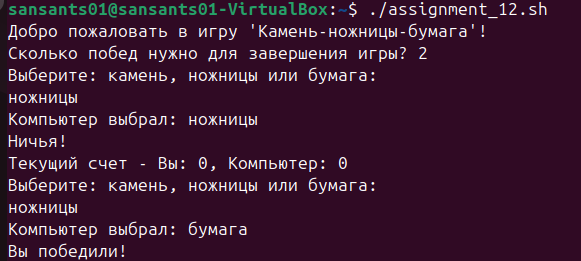 sansants01@sansants01-VirtualBox:~$ ./assignment_12.sh
Добро пожаловать в игру 'Камень-ножницы-бумага'!
Сколько побед нужно для завершения игры? 2
Выберите: камень, ножницы или бумага:
ножницы
Компьютер выбрал: ножницы
Ничья!
Текущий счет - Вы: 0, Компьютер: 0
Выберите: камень, ножницы или бумага:
ножницы
Компьютер выбрал: бумага
Вы победили!